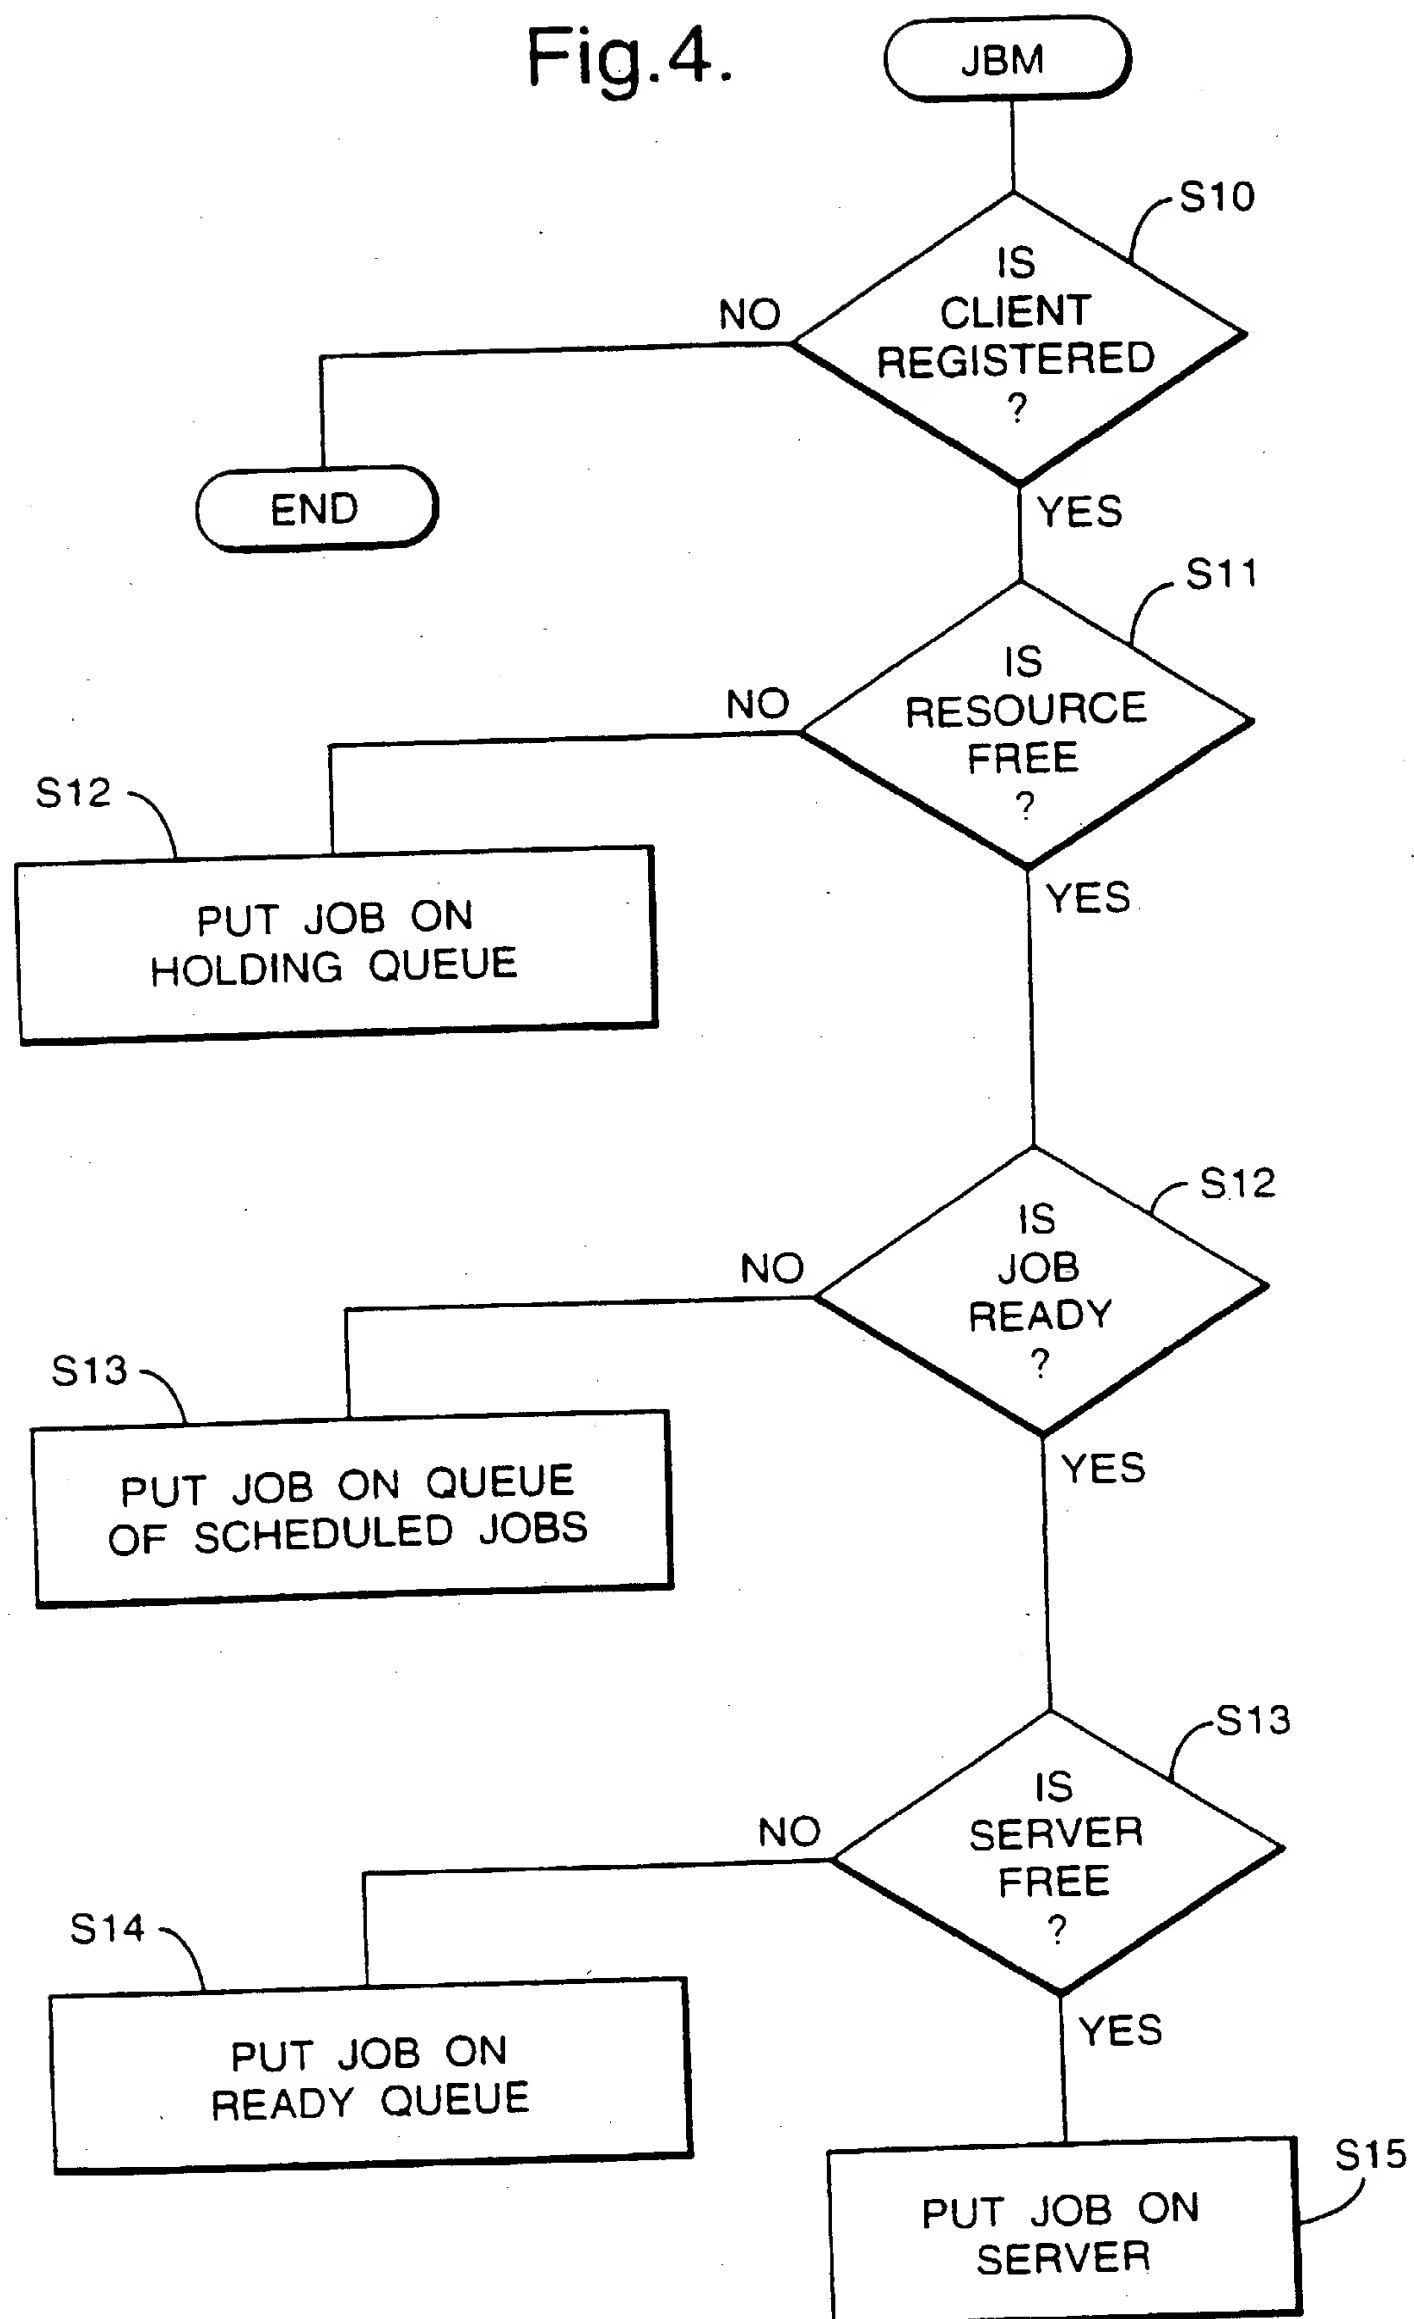 Fig.4.
JBM
S10
IS
CLIENT
REGISTERED
?
NO
YES
END
S11
IS
RESOURCE
FREE
?
NO
YES
S12
PUT JOB ON
HOLDING QUEUE
S12
IS
JOB
READY
?
NO
YES
S13
PUT JOB ON QUEUE
OF SCHEDULED JOBS
S13
IS
SERVER
FREE
?
NO
YES
S14
PUT JOB ON
READY QUEUE
S15
PUT JOB ON
SERVER